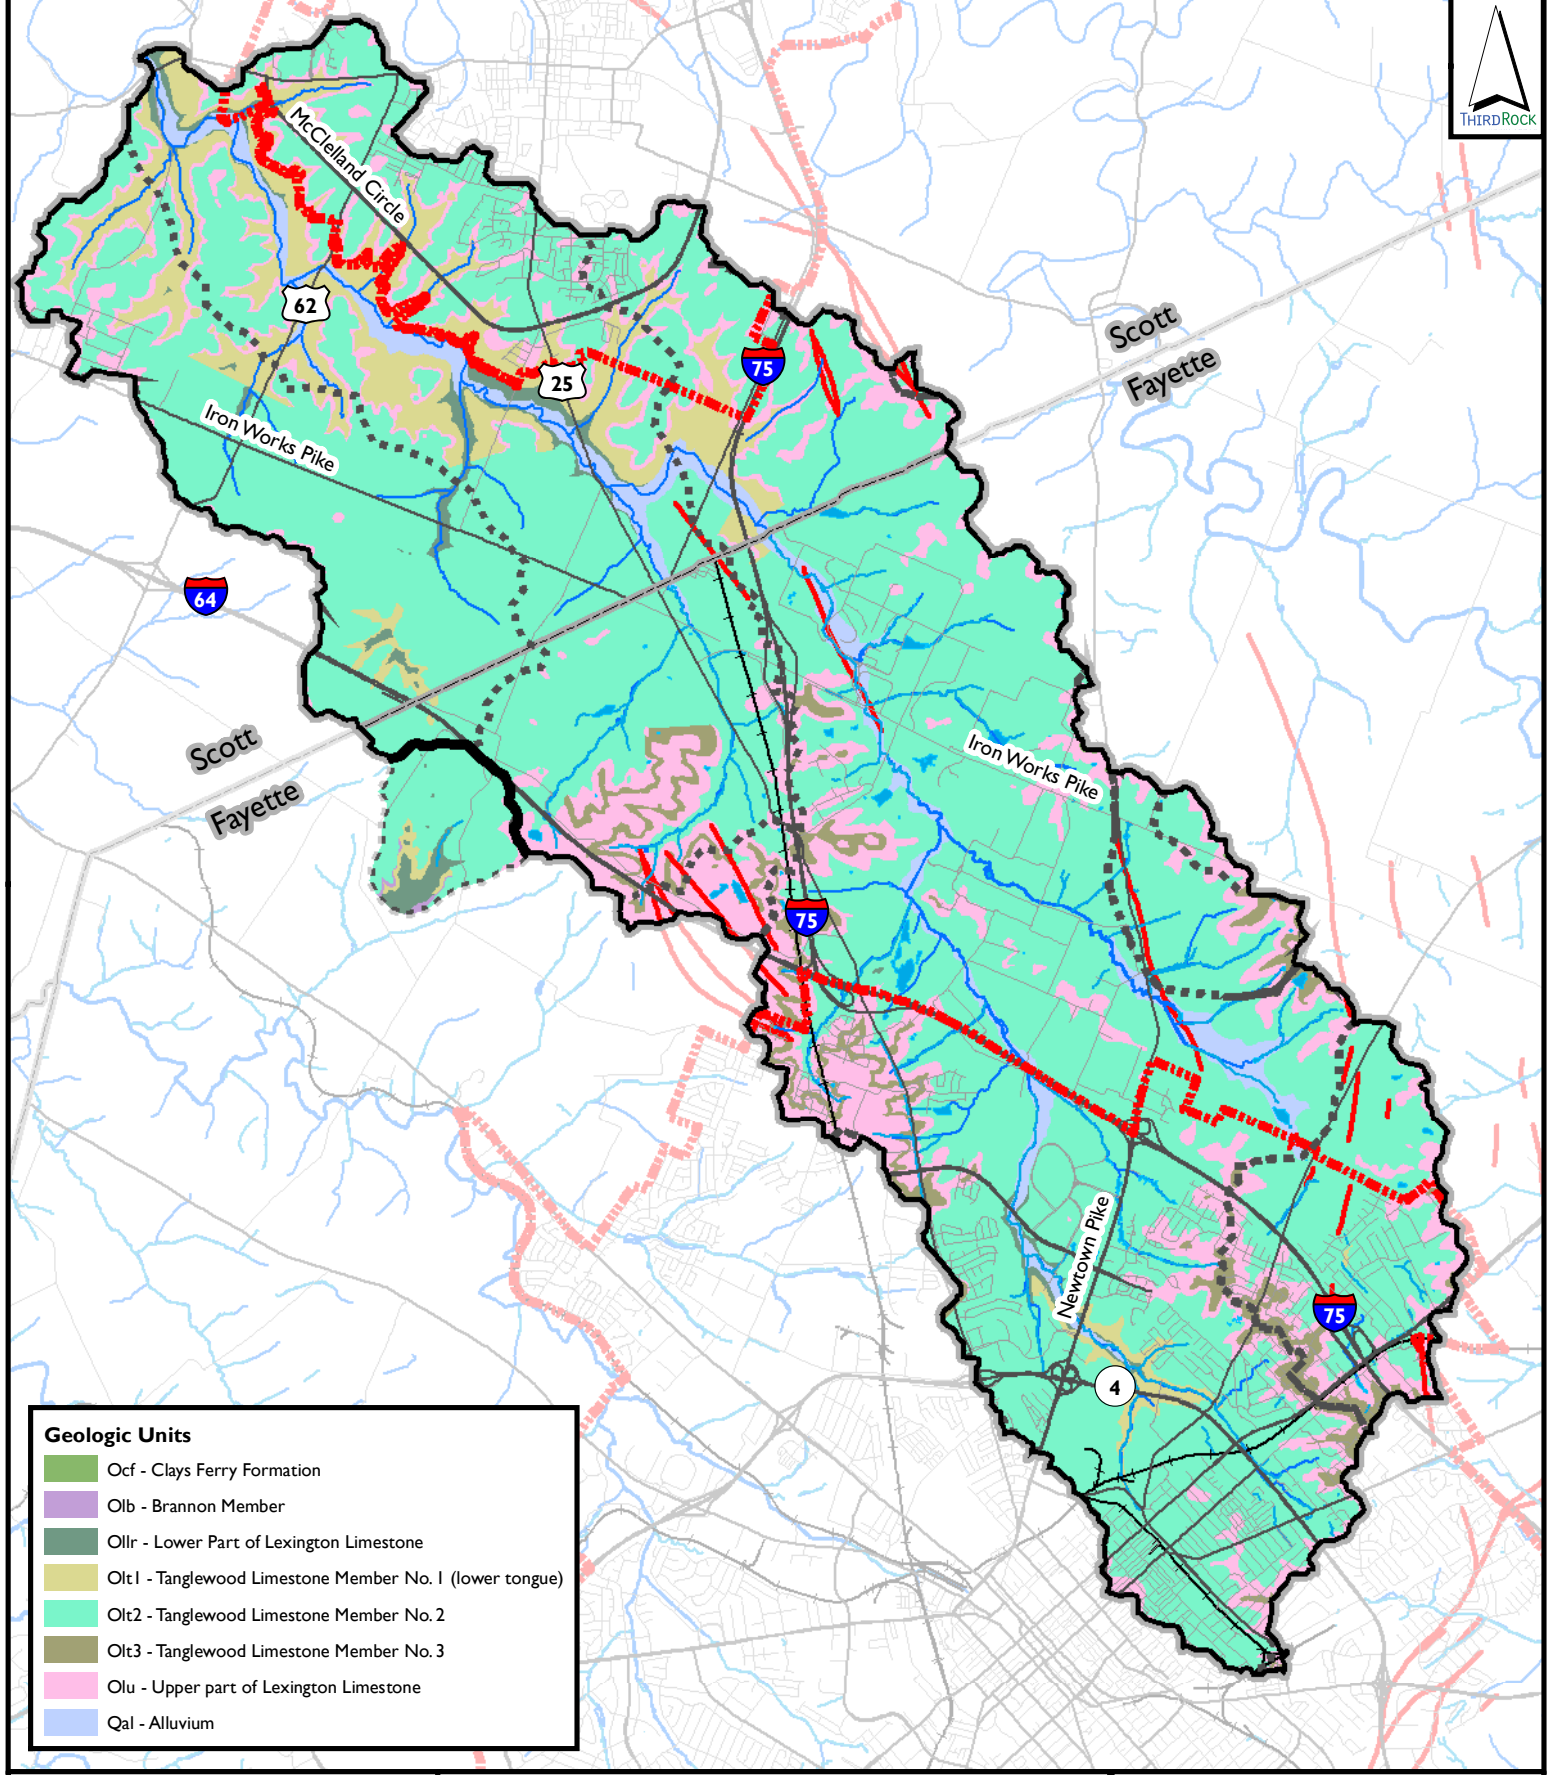 THIRDROCK
McClelland Circle
62
25
75
Scott
Fayette
Iron Works Pike
64
Scott
Fayette
Iron Works Pike
75
Newtown Pike
75
4
Geologic Units
Ocf - Clays Ferry Formation
Olb - Brannon Member
Ollr - Lower Part of Lexington Limestone
Olt1 - Tanglewood Limestone Member No. 1 (lower tongue)
Olt2 - Tanglewood Limestone Member No. 2
Olt3 - Tanglewood Limestone Member No. 3
Olu - Upper part of Lexington Limestone
Qal - Alluvium